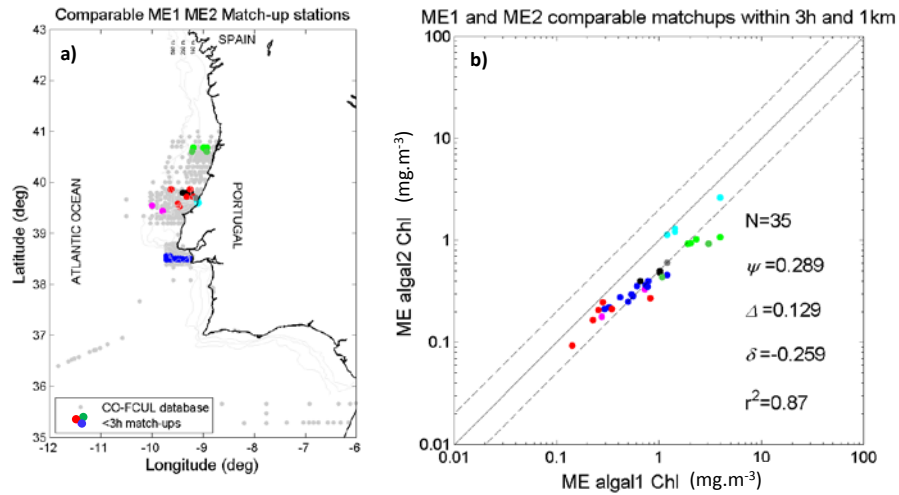 Comparable ME1 ME2 Match-up stations
a)
SPAIN
ATLANTIC OCEAN
PORTUGAL
43
42
41
40
39
38
37
36
35
Latitude (deg)
CO-FCUL database
<3h match-ups
-12 -11 -10 -9 -8 -7 -6
Longitude (deg)
ME1 and ME2 comparable matchups within 3h and 1km
b)
100
10
1
0.1
0.01
ME algal2 Chl (mg.m-3)
N=35
ψ=0.289
Δ=0.129
δ=-0.259
r²=0.87
0.01 0.1 1 10 100
ME algal1 Chl (mg.m-3)